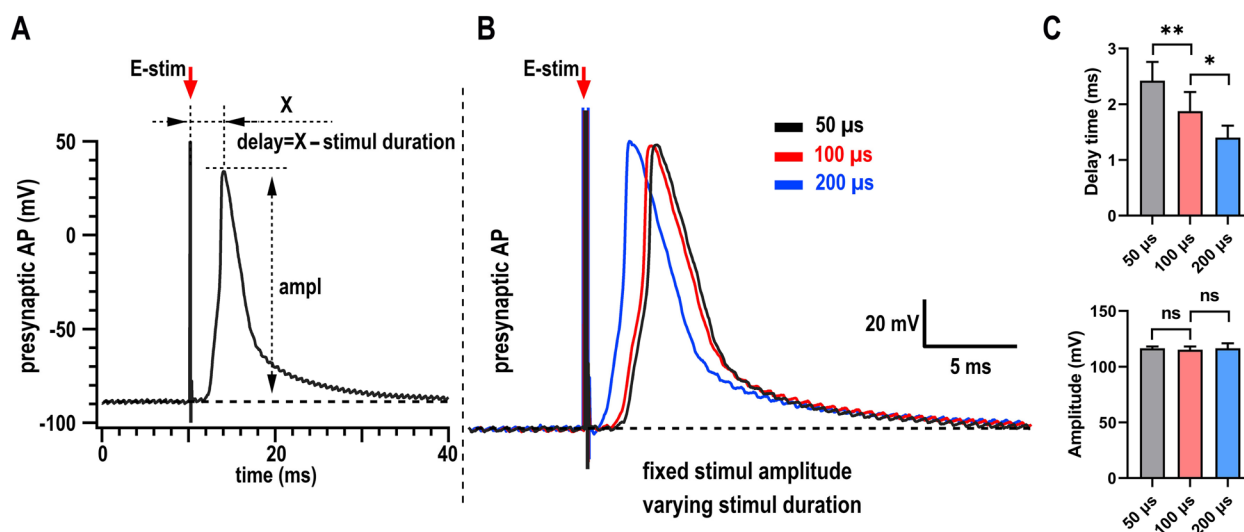 A
E-stim
X
delay=X – stimul duration
50
0
-50
-100
presynaptic AP (mV)
ampl
0
20
40
time (ms)
B
E-stim
50 µs
100 µs
200 µs
presynaptic AP
20 mV
5 ms
fixed stimul amplitude
varying stimul duration
C
**
*
3
2
1
0
Delay time (ms)
50 µs
100 µs
200 µs
ns
ns
150
100
50
0
Amplitude (mV)
50 µs
100 µs
200 µs